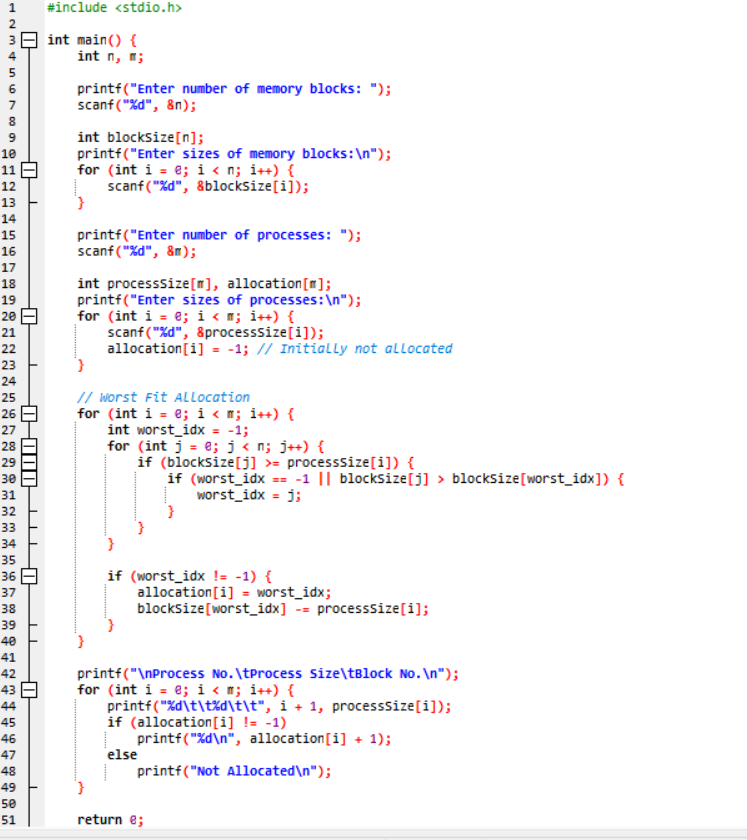 1 #include <stdio.h>
2
3 int main() {
4 int n, m;
5
6 printf("Enter number of memory blocks: ");
7 scanf("%d", &n);
8
9 int blockSize[n];
10 printf("Enter sizes of memory blocks:\n");
11 for (int i = 0; i < n; i++) {
12 scanf("%d", &blockSize[i]);
13 }
14
15 printf("Enter number of processes: ");
16 scanf("%d", &m);
17
18 int processSize[m], allocation[m];
19 printf("Enter sizes of processes:\n");
20 for (int i = 0; i < m; i++) {
21 scanf("%d", &processSize[i]);
22 allocation[i] = -1; // Initially not allocated
23 }
24
25 // Worst Fit Allocation
26 for (int i = 0; i < m; i++) {
27 int worst_idx = -1;
28 for (int j = 0; j < n; j++) {
29 if (blockSize[j] >= processSize[i]) {
30 if (worst_idx == -1 || blockSize[j] > blockSize[worst_idx]) {
31 worst_idx = j;
32 }
33 }
34 }
35
36 if (worst_idx != -1) {
37 allocation[i] = worst_idx;
38 blockSize[worst_idx] -= processSize[i];
39 }
40 }
41
42 printf("\nProcess No.\tProcess Size\tBlock No.\n");
43 for (int i = 0; i < m; i++) {
44 printf("%d\t\t%d\t\t", i + 1, processSize[i]);
45 if (allocation[i] != -1)
46 printf("%d\n", allocation[i] + 1);
47 else
48 printf("Not Allocated\n");
49 }
50
51 return 0;